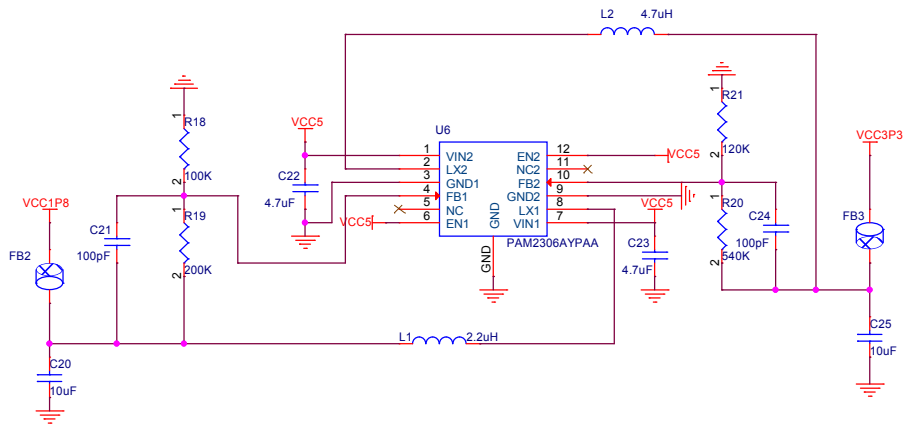 L2 4.7uH
R18
1
2
100K
R21
1
2
120K
VCC5
U6
VCC3P3
1 VIN2
2 LX2
3 GND1
4 FB1
5 NC
6 EN1
EN2 12
NC2 11
FB2 10
GND2 9
LX1 8
VIN1 7
GND
GND
PAM2306AYPAA
VCC5
C22
4.7uF
VCC5
VCC5
C23
4.7uF
VCC1P8
FB2
C21
100pF
R19
1
2
200K
R20
1
2
540K
C24
100pF
FB3
L1 2.2uH
C20
10uF
C25
10uF